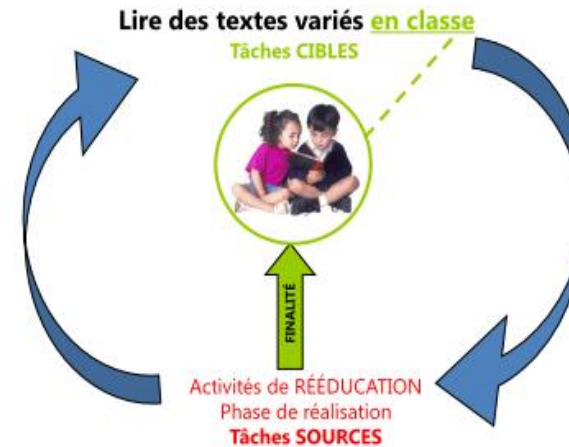 Lire des textes variés en classe
Tâches CIBLES
FINALITÉ
Activités de RÉÉDUCATION
Phase de réalisation
Tâches SOURCES